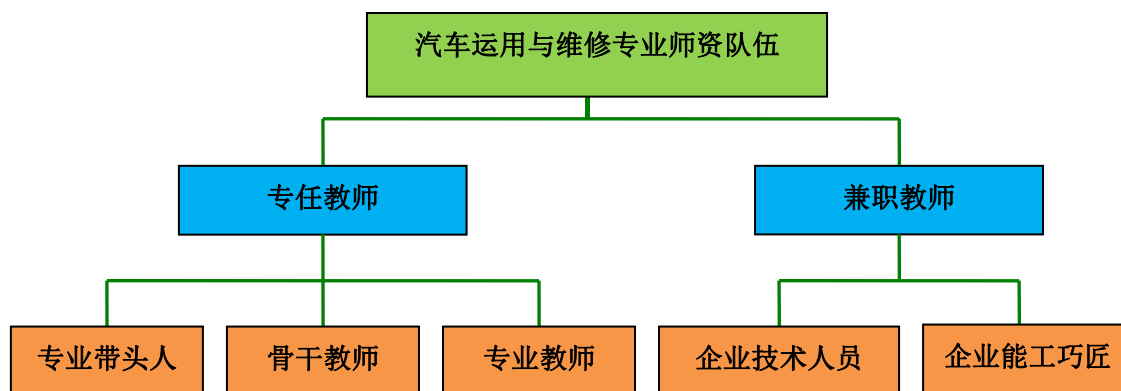 汽车运用与维修专业师资队伍
专任教师
兼职教师
专业带头人
骨干教师
专业教师
企业技术人员
企业能工巧匠